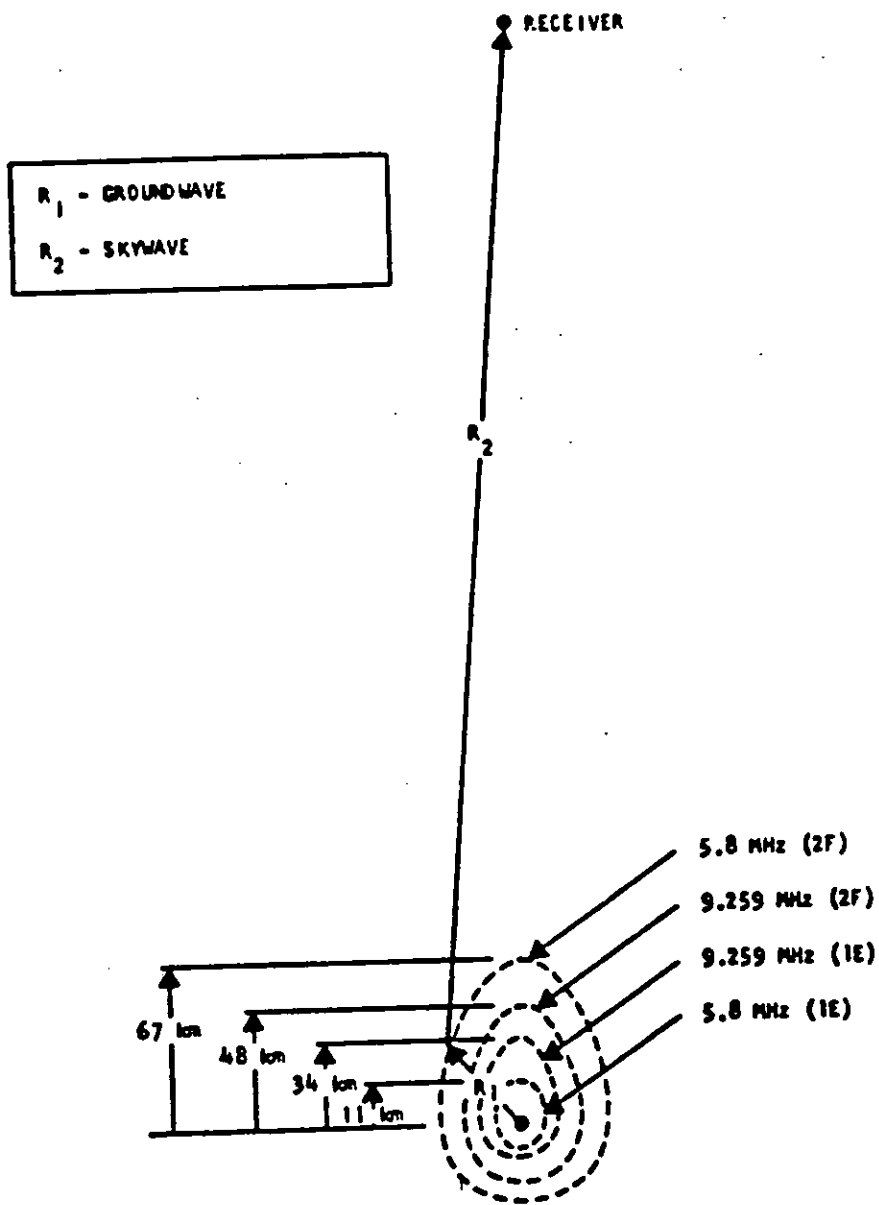 RECEIVER
R1 - GROUNDWAVE
R2 - SKYWAVE
R2
5.8 MHz (2F)
9.259 MHz (2F)
9.259 MHz (1E)
5.8 MHz (1E)
67 km
48 km
34 km
11 km
R1